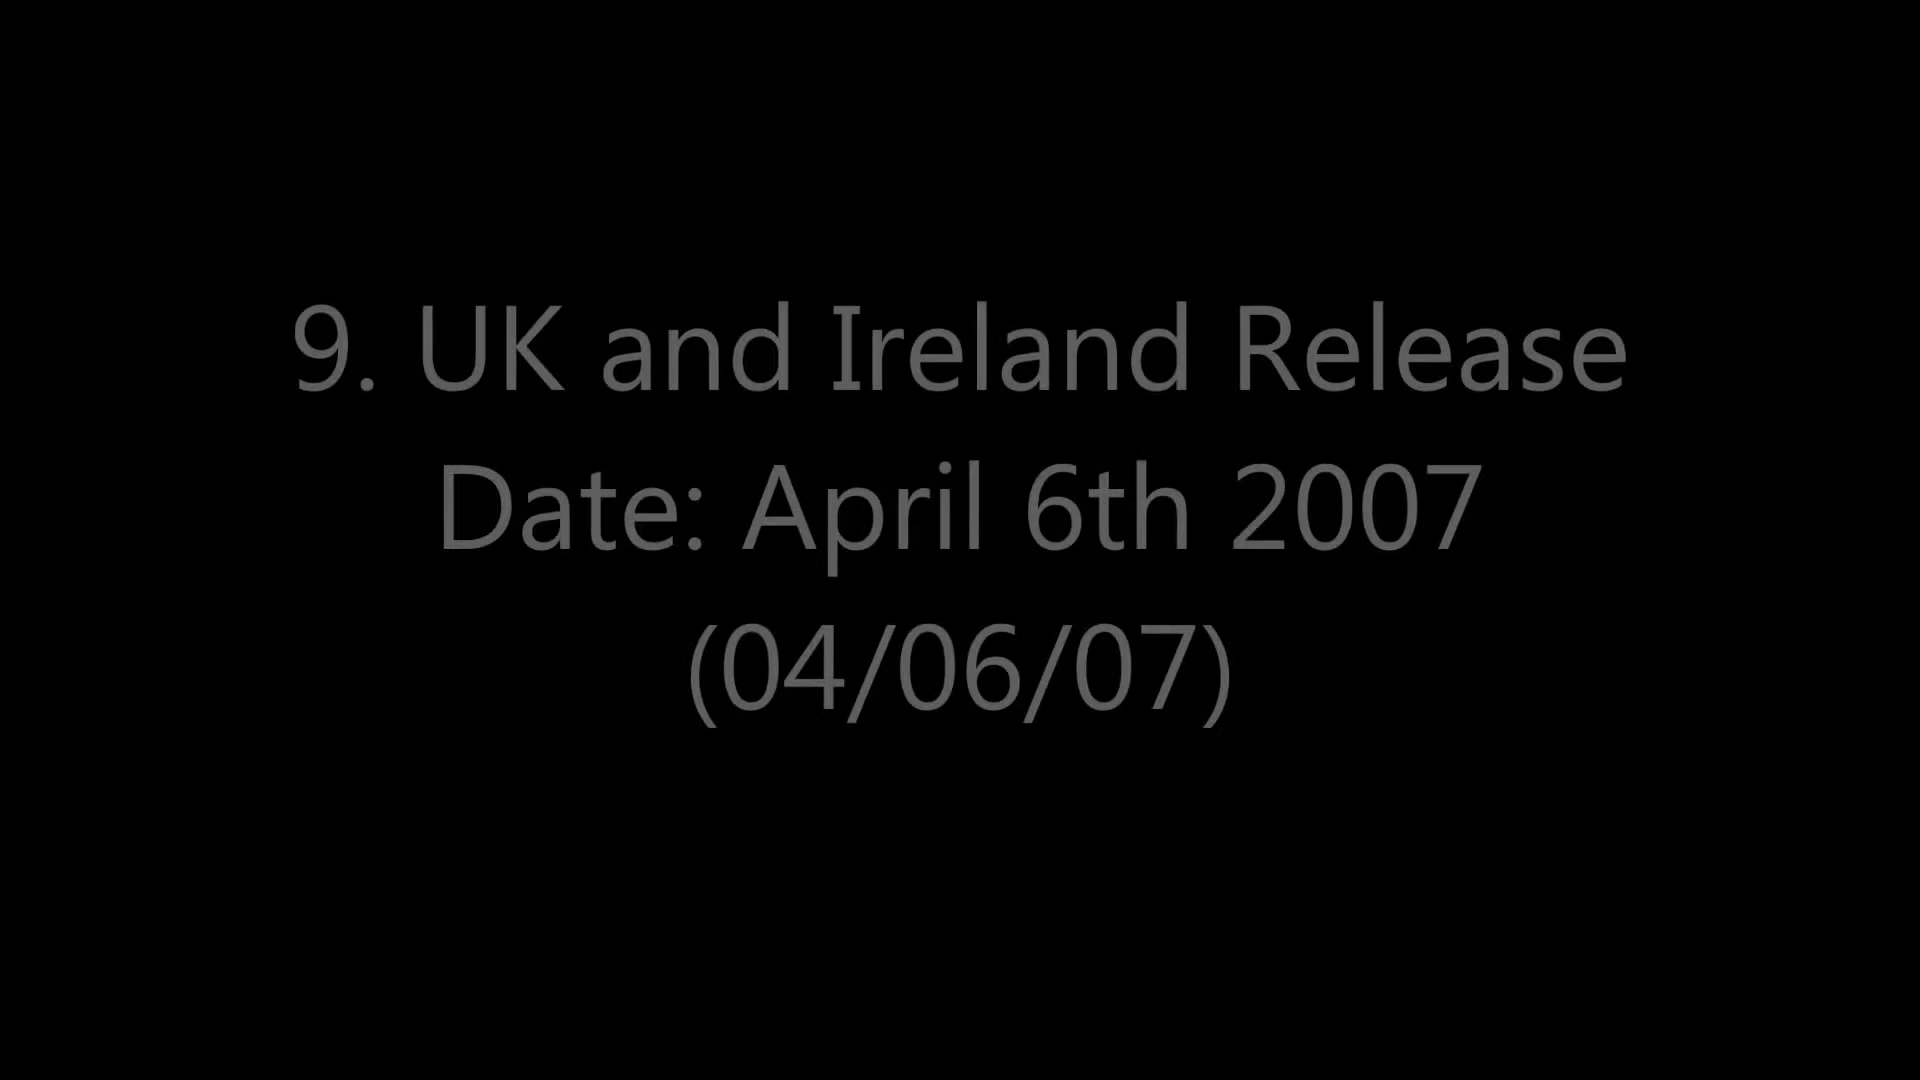 9. UK and Ireland Release
Date: April 6th 2007
(04/06/07)